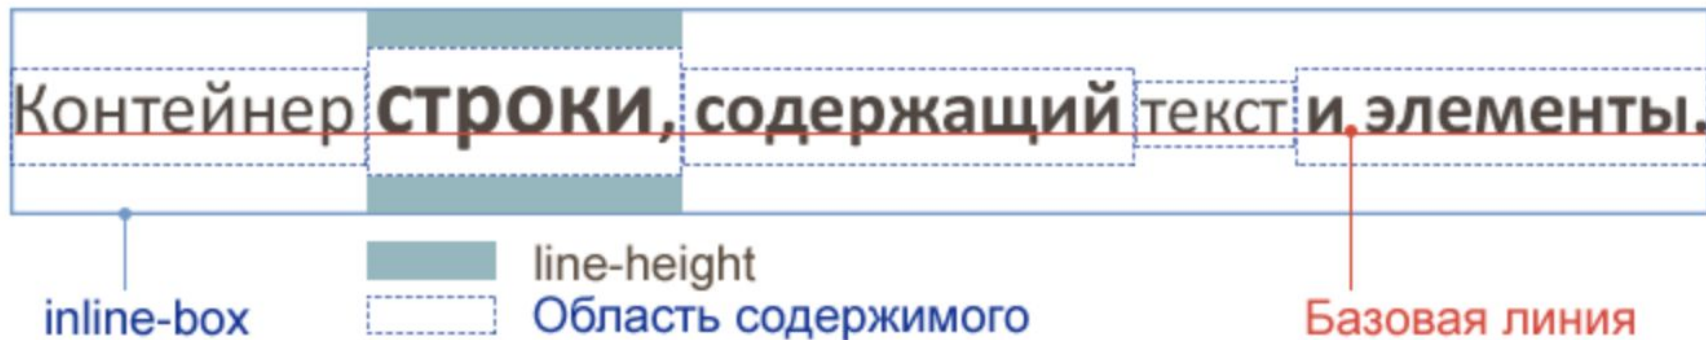 Контейнер строки, содержащий текст и элементы.
line-height
inline-box
Область содержимого
Базовая линия